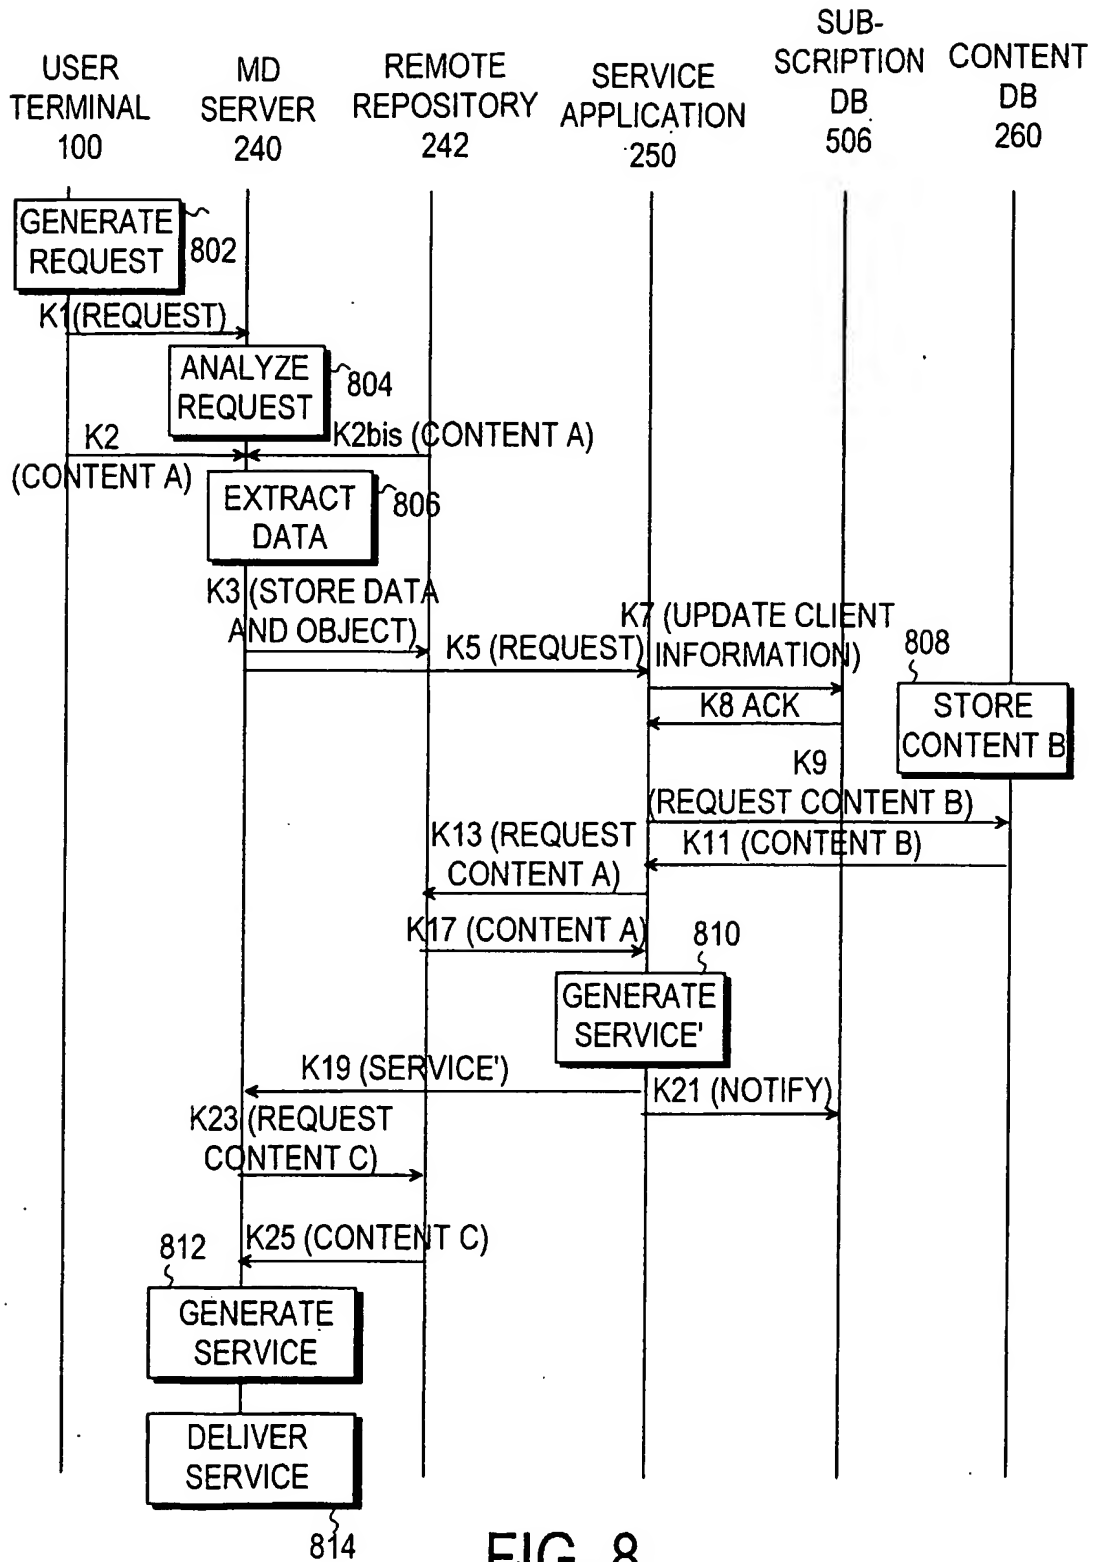 USER
TERMINAL
100
MD
SERVER
240
REMOTE
REPOSITORY
242
SERVICE
APPLICATION
250
SUB-
SCRIPTION
DB
506
CONTENT
DB
260
GENERATE
REQUEST
802
K1(REQUEST)
ANALYZE
REQUEST
804
K2
(CONTENT A)
K2bis (CONTENT A)
EXTRACT
DATA
806
K3 (STORE DATA
AND OBJECT)
K5 (REQUEST)
K7 (UPDATE CLIENT
INFORMATION)
808
K8 ACK
STORE
CONTENT B
K9
(REQUEST CONTENT B)
K11 (CONTENT B)
K13 (REQUEST
CONTENT A)
K17 (CONTENT A)
810
GENERATE
SERVICE'
K19 (SERVICE')
K21 (NOTIFY)
K23 (REQUEST
CONTENT C)
K25 (CONTENT C)
812
GENERATE
SERVICE
DELIVER
SERVICE
814
FIG. 8